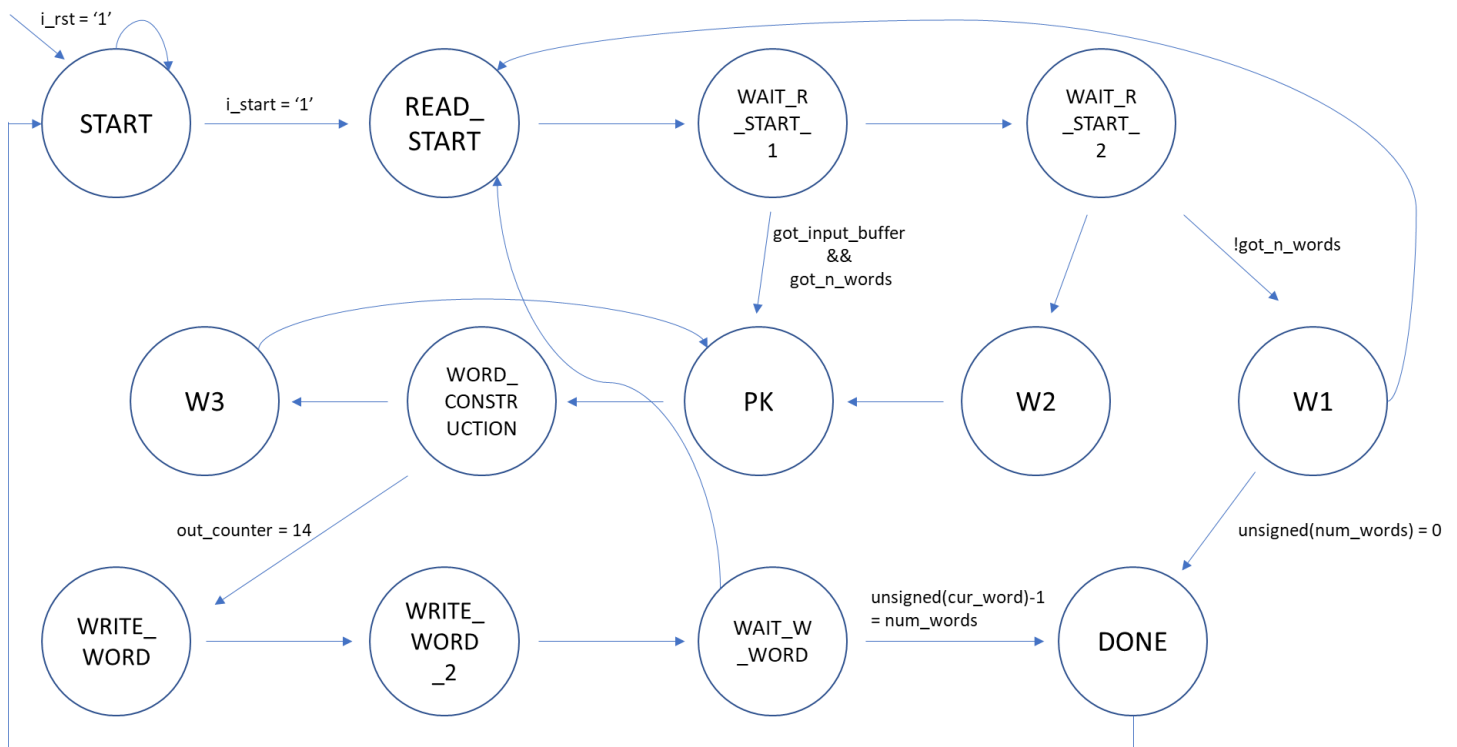 i_rst = ‘1’
START
i_start = ‘1’
READ_
START
WAIT_R
_START_
1
WAIT_R
_START_
2
got_input_buffer
&&
got_n_words
!got_n_words
W3
WORD_
CONSTR
UCTION
PK
W2
W1
out_counter = 14
unsigned(num_words) = 0
WRITE_
WORD
WRITE_
WORD
_2
WAIT_W
_WORD
unsigned(cur_word)-1
= num_words
DONE